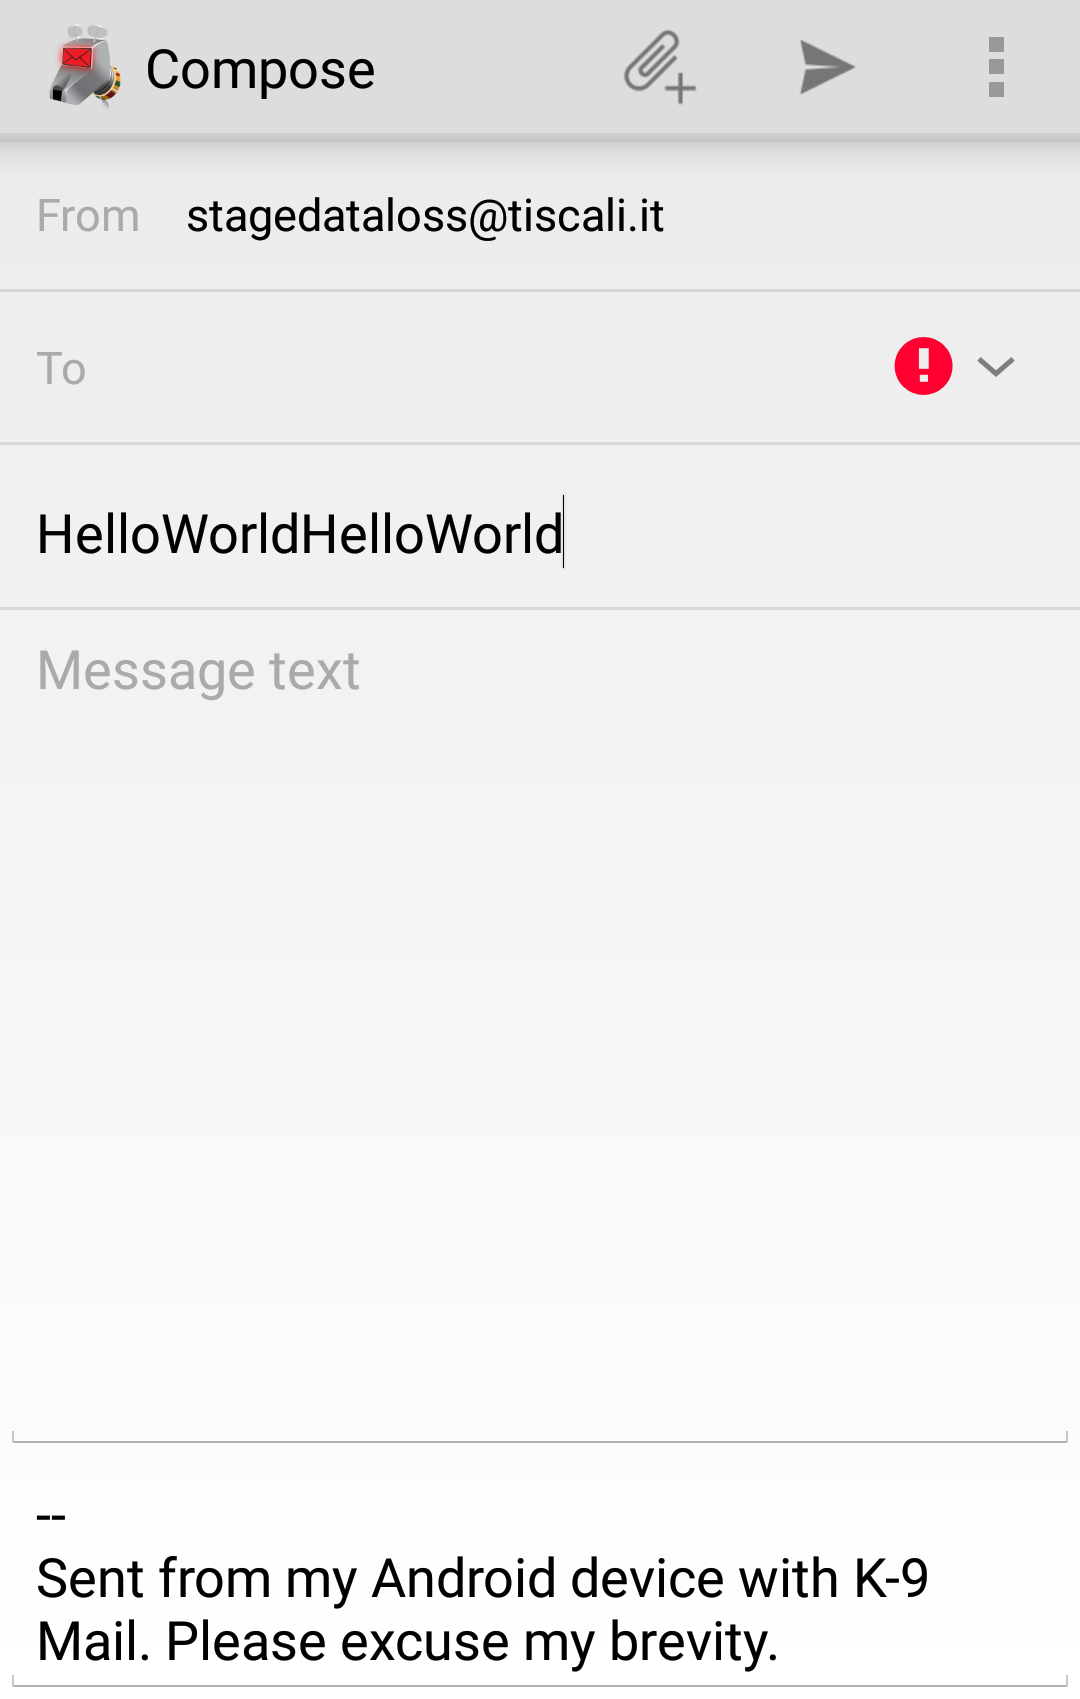 Compose
From stagedataloss@tiscali.it
To
HelloWorldHelloWorld
Message text
--
Sent from my Android device with K-9
Mail. Please excuse my brevity.